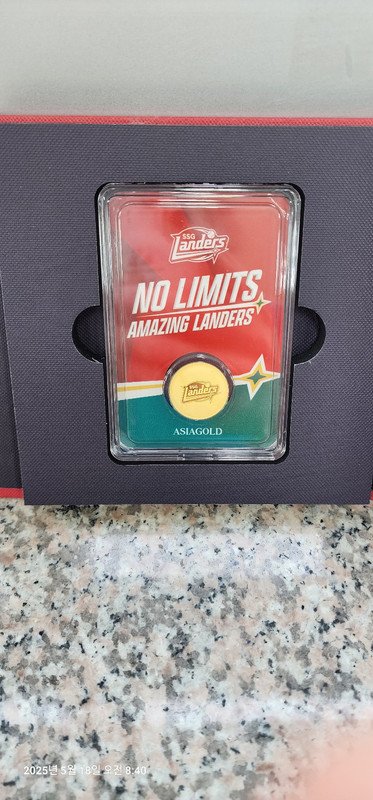 SSG
Landers
NO LIMITS
AMAZING LANDERS
SSG
Landers
ASIAGOLD
2025년 5월 18일 오전 8:40